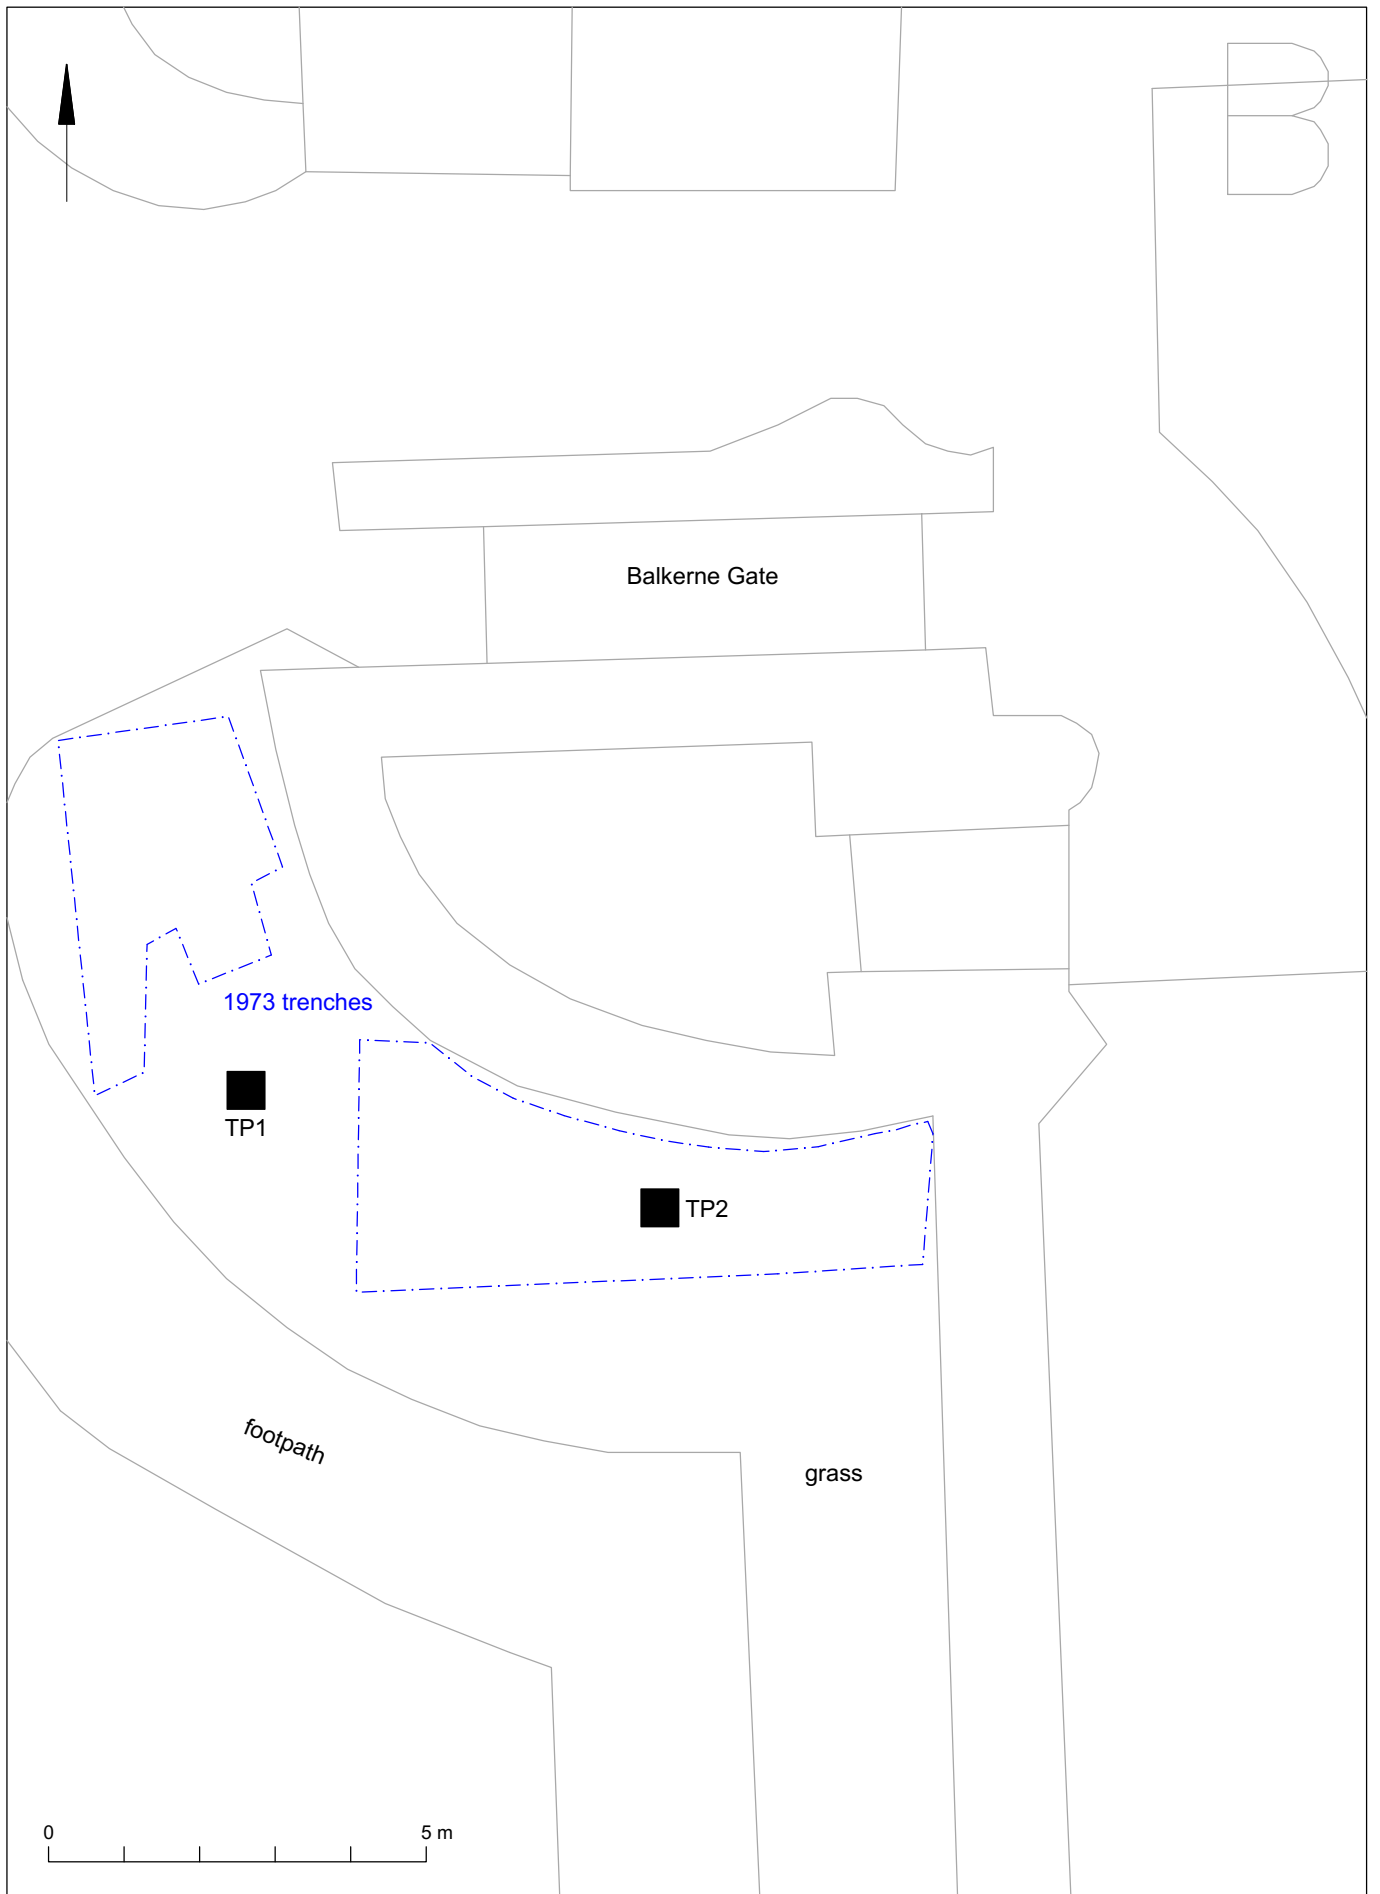 B
Balkerne Gate
1973 trenches
TP1
TP2
footpath
grass
0 5 m